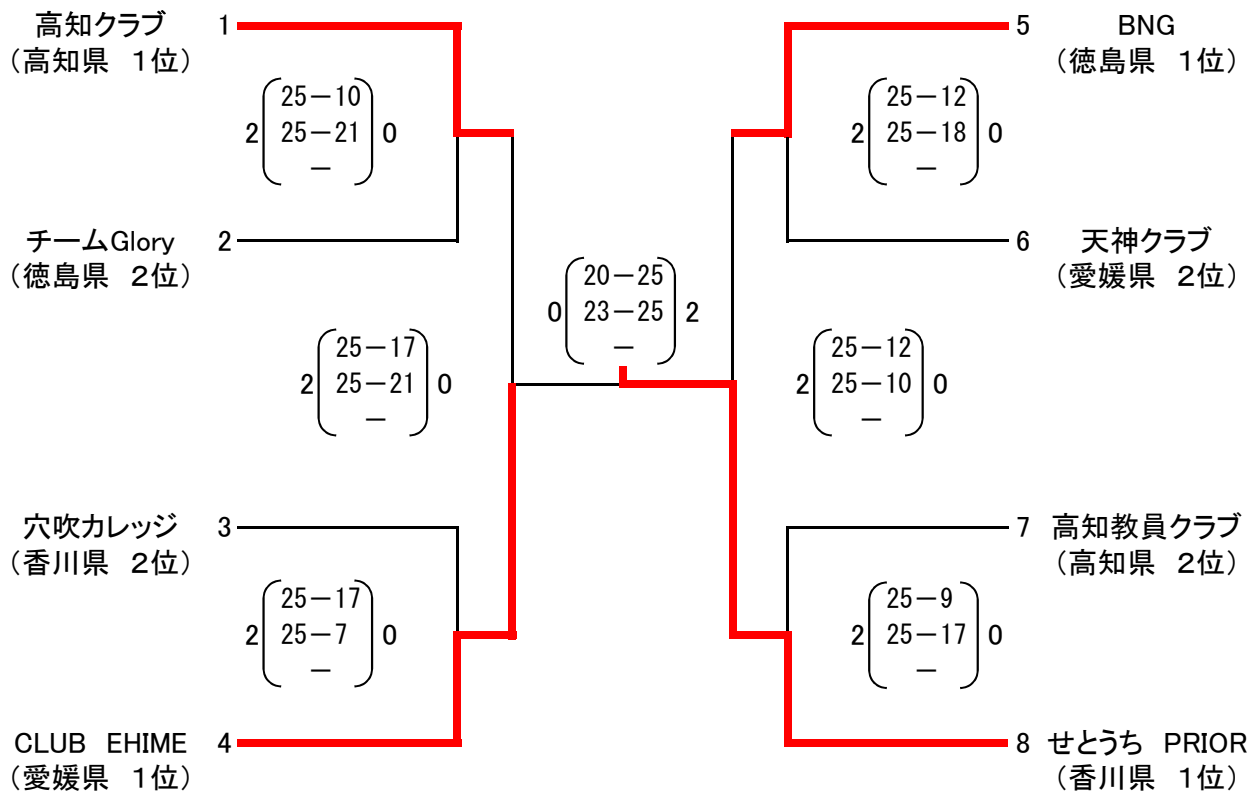 高知クラブ 1
（高知県　1位）
25－10
2 25－21 0
－
チームGlory 2
（徳島県　2位）
25－17
2 25－21 0
－
穴吹カレッジ 3
（香川県　2位）
25－17
2 25－7 0
－
CLUB　EHIME 4
（愛媛県　1位）
20－25
0 23－25 2
－
5 BNG
（徳島県　1位）
25－12
2 25－18 0
－
6 天神クラブ
（愛媛県　2位）
25－12
2 25－10 0
－
7 高知教員クラブ
（高知県　2位）
25－9
2 25－17 0
－
8 せとうち　PRIOR
（香川県　1位）